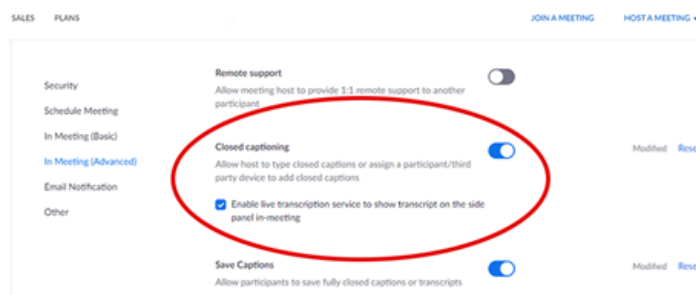 SALES PLANS JOIN A MEETING HOST A MEETING
Security
Schedule Meeting
In Meeting (Basic)
In Meeting (Advanced)
Email Notification
Other
Remote support
Allow meeting host to provide 1:1 remote support to another
participant
Closed captioning
Modified Rese
Allow host to type closed captions or assign a participant/third
party device to add closed captions
Enable live transcription service to show transcript on the side
panel in-meeting
Save Captions
Modified Rese
Allow participants to save fully closed captions or transcripts